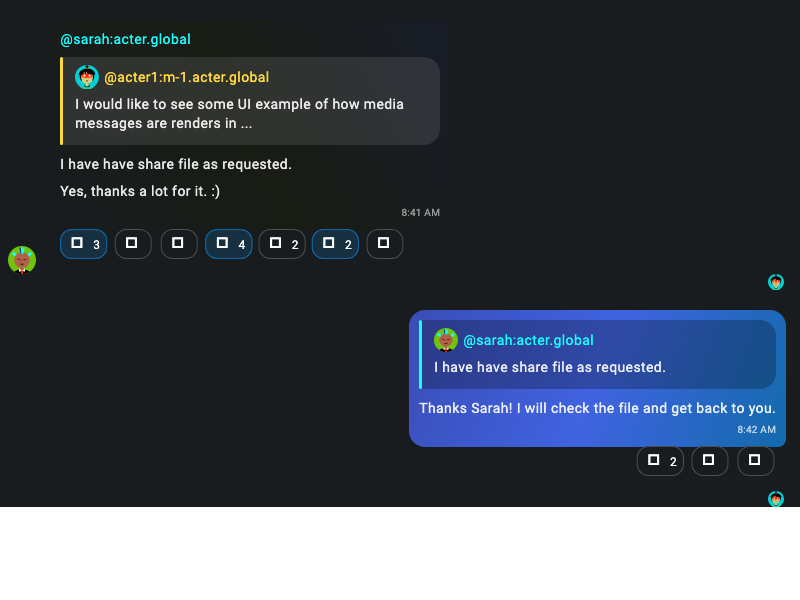 @sarah:acter.global
@acter1:m-1.acter.global
I would like to see some UI example of how media
messages are renders in ...
I have have share file as requested.
Yes, thanks a lot for it. :)
8:41 AM
3 4 2 2
@sarah:acter.global
I have have share file as requested.
Thanks Sarah! I will check the file and get back to you.
8:42 AM
2